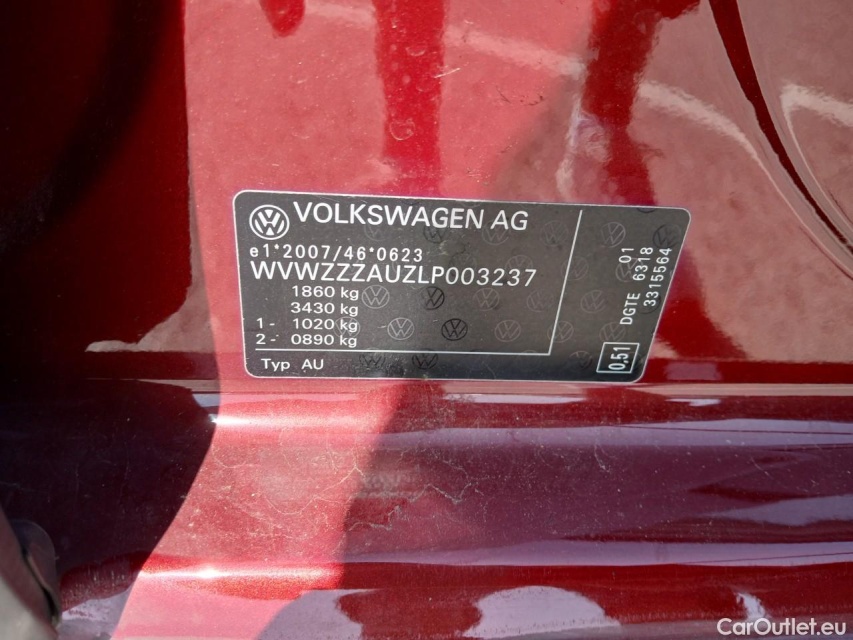 VOLKSWAGEN AG
e1*2007/46*0623
WVWZZZAUZLP003237
1860 kg
3430 kg
1 - 1020 kg
2 - 0890 kg
Typ AU
01
DGTE 6318
3315564
0.51
CarOutlet.eu